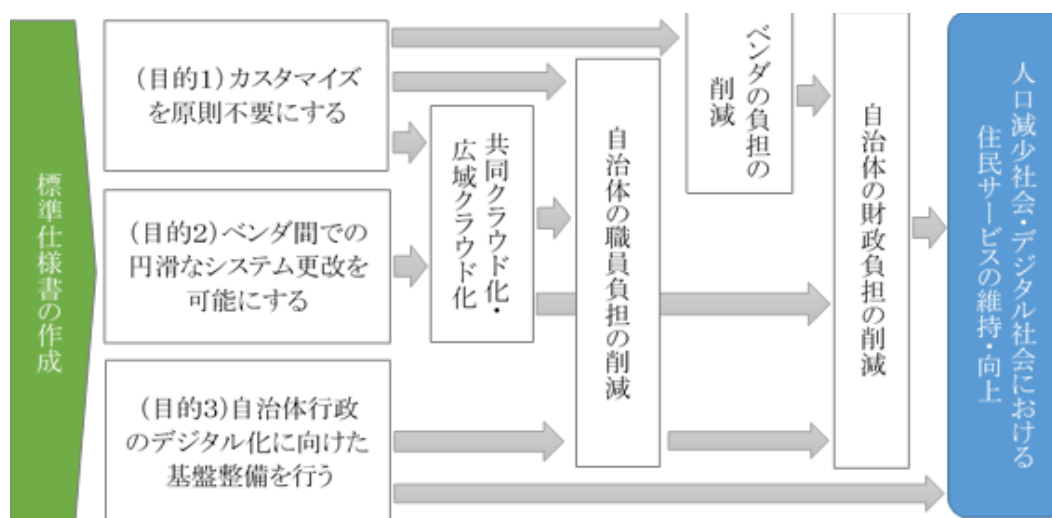 標準仕様書の作成
(目的1)カスタマイズ
を原則不要にする
(目的2)ベンダ間での
円滑なシステム更改を
可能にする
(目的3)自治体行政
のデジタル化に向けた
基盤整備を行う
共同クラウド化・
広域クラウド化
自治体の職員負担の削減
ベンダの負担の
削減
自治体の財政負担の削減
人口減少社会・デジタル社会における
住民サービスの維持・向上